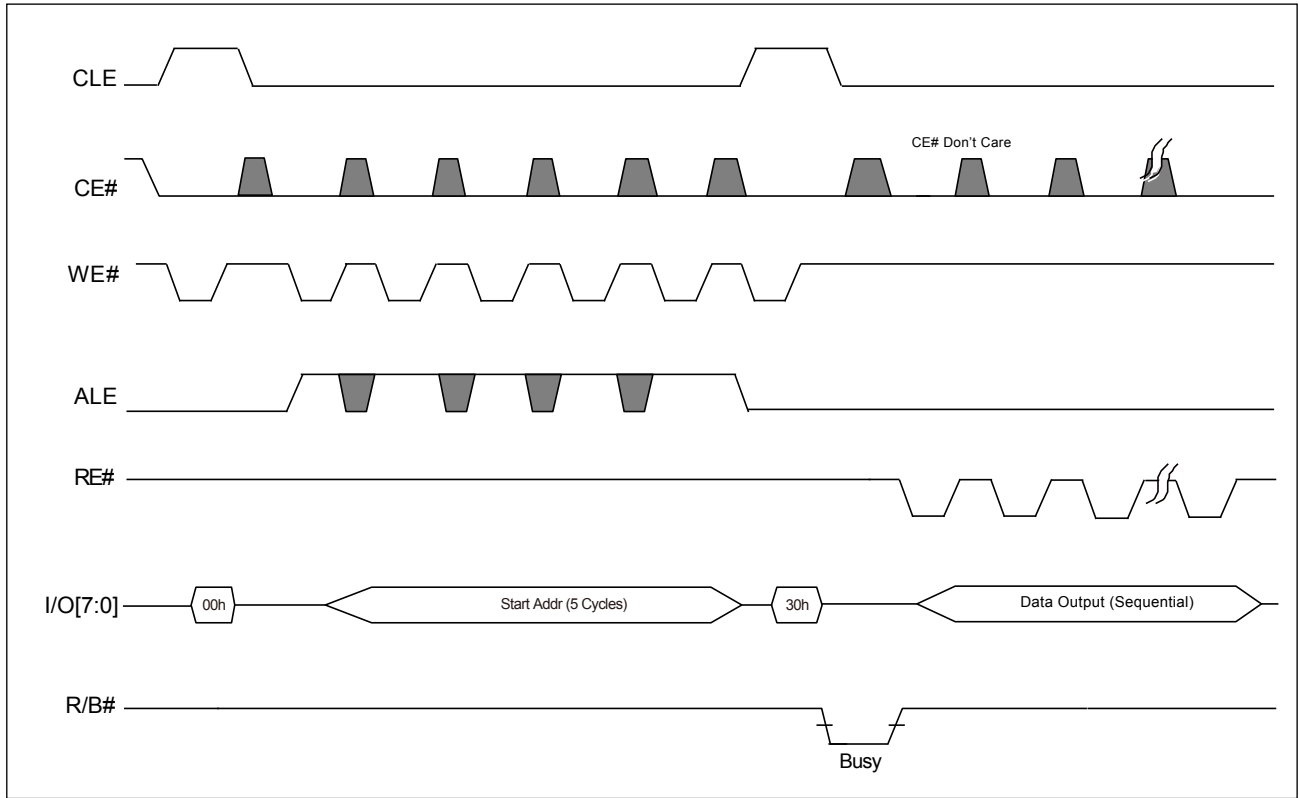 CLE
CE# Don't Care
CE#
WE#
ALE
RE#
I/O[7:0]
00h
Start Addr (5 Cycles)
30h
Data Output (Sequential)
R/B#
Busy